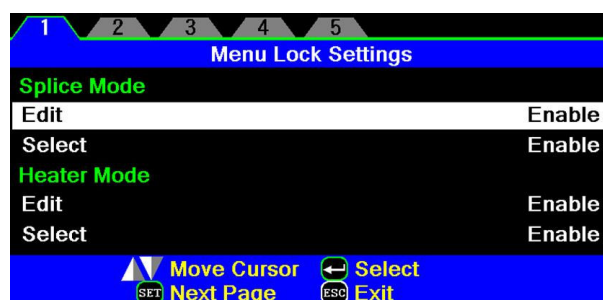 1 2 3 4 5
Menu Lock Settings
Splice Mode
Edit Enable
Select Enable
Heater Mode
Edit Enable
Select Enable
Move Cursor Select
SET Next Page ESC Exit